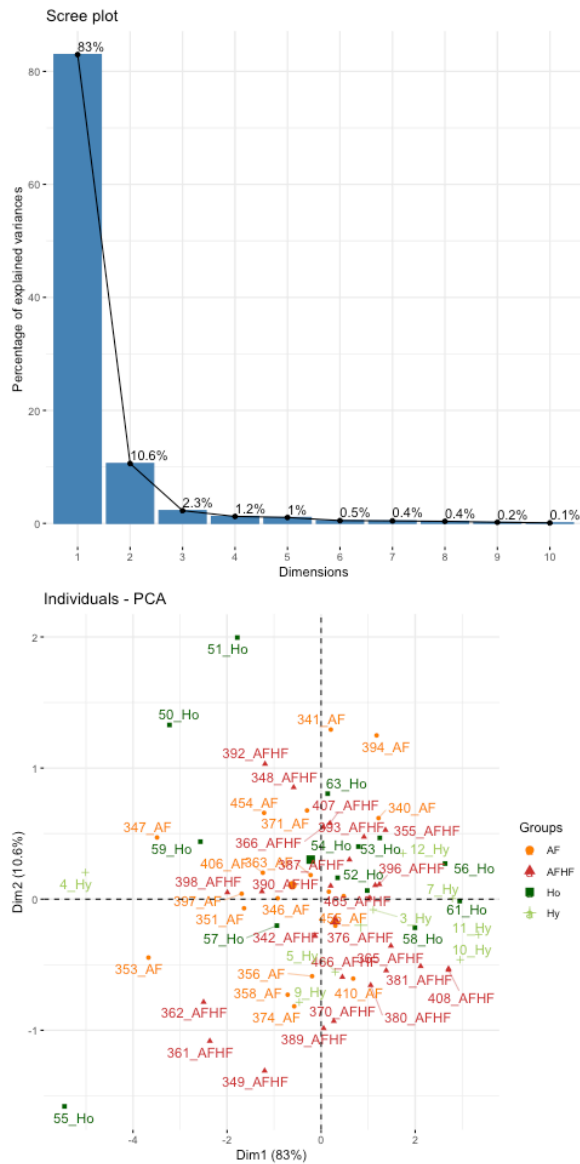 Scree plot
83%
80
60
40
20
0
10.6%
2.3%
1.2%
1%
0.5%
0.4%
0.4%
0.2%
0.1%
1
2
3
4
5
6
7
8
9
10
Percentage of explained variances
Dimensions
Individuals - PCA
2
51_Ho
50_Ho
341_AF
394_AF
392_AFHF
1
348_AFHF
63_Ho
454_AF
407_AFHF
340_AF
347_AF
371_AF
393_AFHF
355_AFHF
59_Ho
366_AFHF
54_Ho
53_Ho
12_Hy
406_AF
363_AF
387_AFHF
396_AFHF
56_Ho
4_Hy
398_AFHF
390_AFHF
52_Ho
7_Hy
0
397_AF
346_AF
465_AFHF
61_Ho
351_AF
455_AF
3_Hy
11_Hy
57_Ho
342_AFHF
376_AFHF
58_Ho
10_Hy
353_AF
5_Hy
365_AFHF
356_AF
466_AFHF
381_AFHF
358_AF
9_Hy
410_AF
408_AFHF
362_AFHF
374_AF
370_AFHF
380_AFHF
-1
361_AFHF
389_AFHF
349_AFHF
55_Ho
-4
-2
0
2
Dim2 (10.6%)
Dim1 (83%)
Groups
AF
AFHF
Ho
Hy